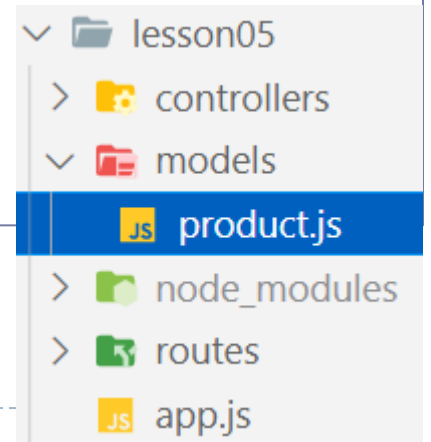 lesson05
controllers
models
JS product.js
node_modules
routes
JS app.js